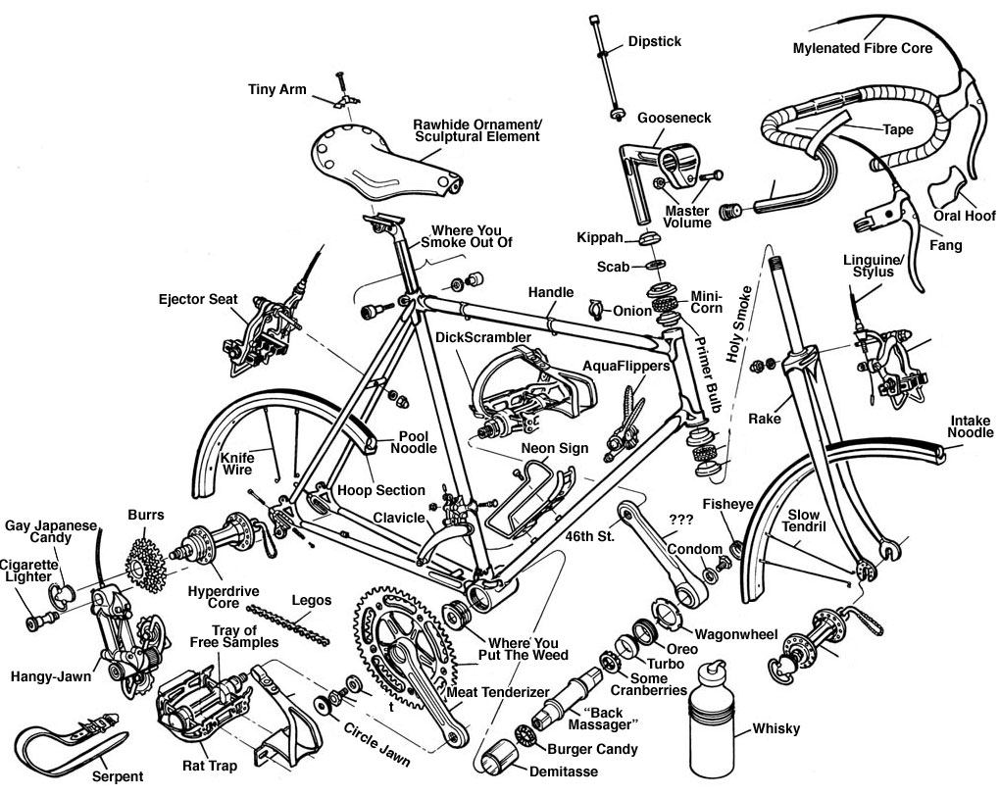 Dipstick
Mylenated Fibre Core
Tiny Arm
Gooseneck
Rawhide Ornament/
Sculptural Element
Tape
Master
Volume
Oral Hoof
Where You
Smoke Out Of
Kippah
Fang
Scab
Linguine/
Stylus
Ejector Seat
Handle
Mini-
Corn
Onion
Holy Smoke
DickScrambler
Primer Bulb
AquaFlippers
Rake
Intake
Noodle
Pool
Noodle
Knife
Wire
Neon Sign
Hoop Section
Fisheye
Slow
Tendril
Burrs
Clavicle
???
46th St.
Gay Japanese
Candy
Condom
Cigarette
Lighter
Hyperdrive
Core
Legos
Tray of
Free Samples
Where You
Put The Weed
Wagonwheel
Oreo
Turbo
Some
Cranberries
Hangy-Jawn
Meat Tenderizer
t
"Back
Massager"
Circle Jawn
Whisky
Burger Candy
Rat Trap
Demitasse
Serpent